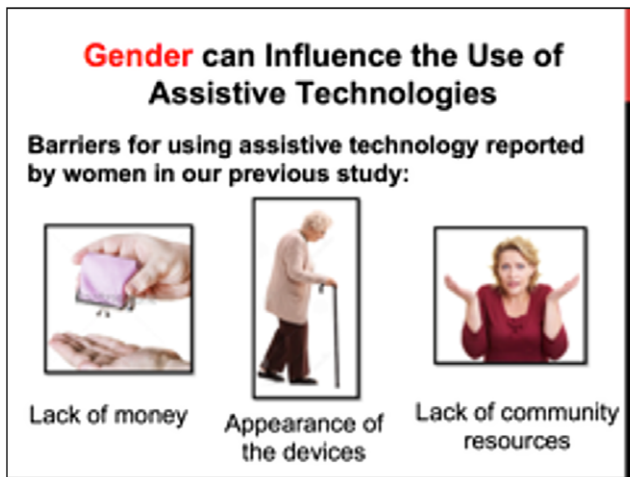 Gender can Influence the Use of
Assistive Technologies
Barriers for using assistive technology reported
by women in our previous study:
Lack of money
Appearance of
the devices
Lack of community
resources